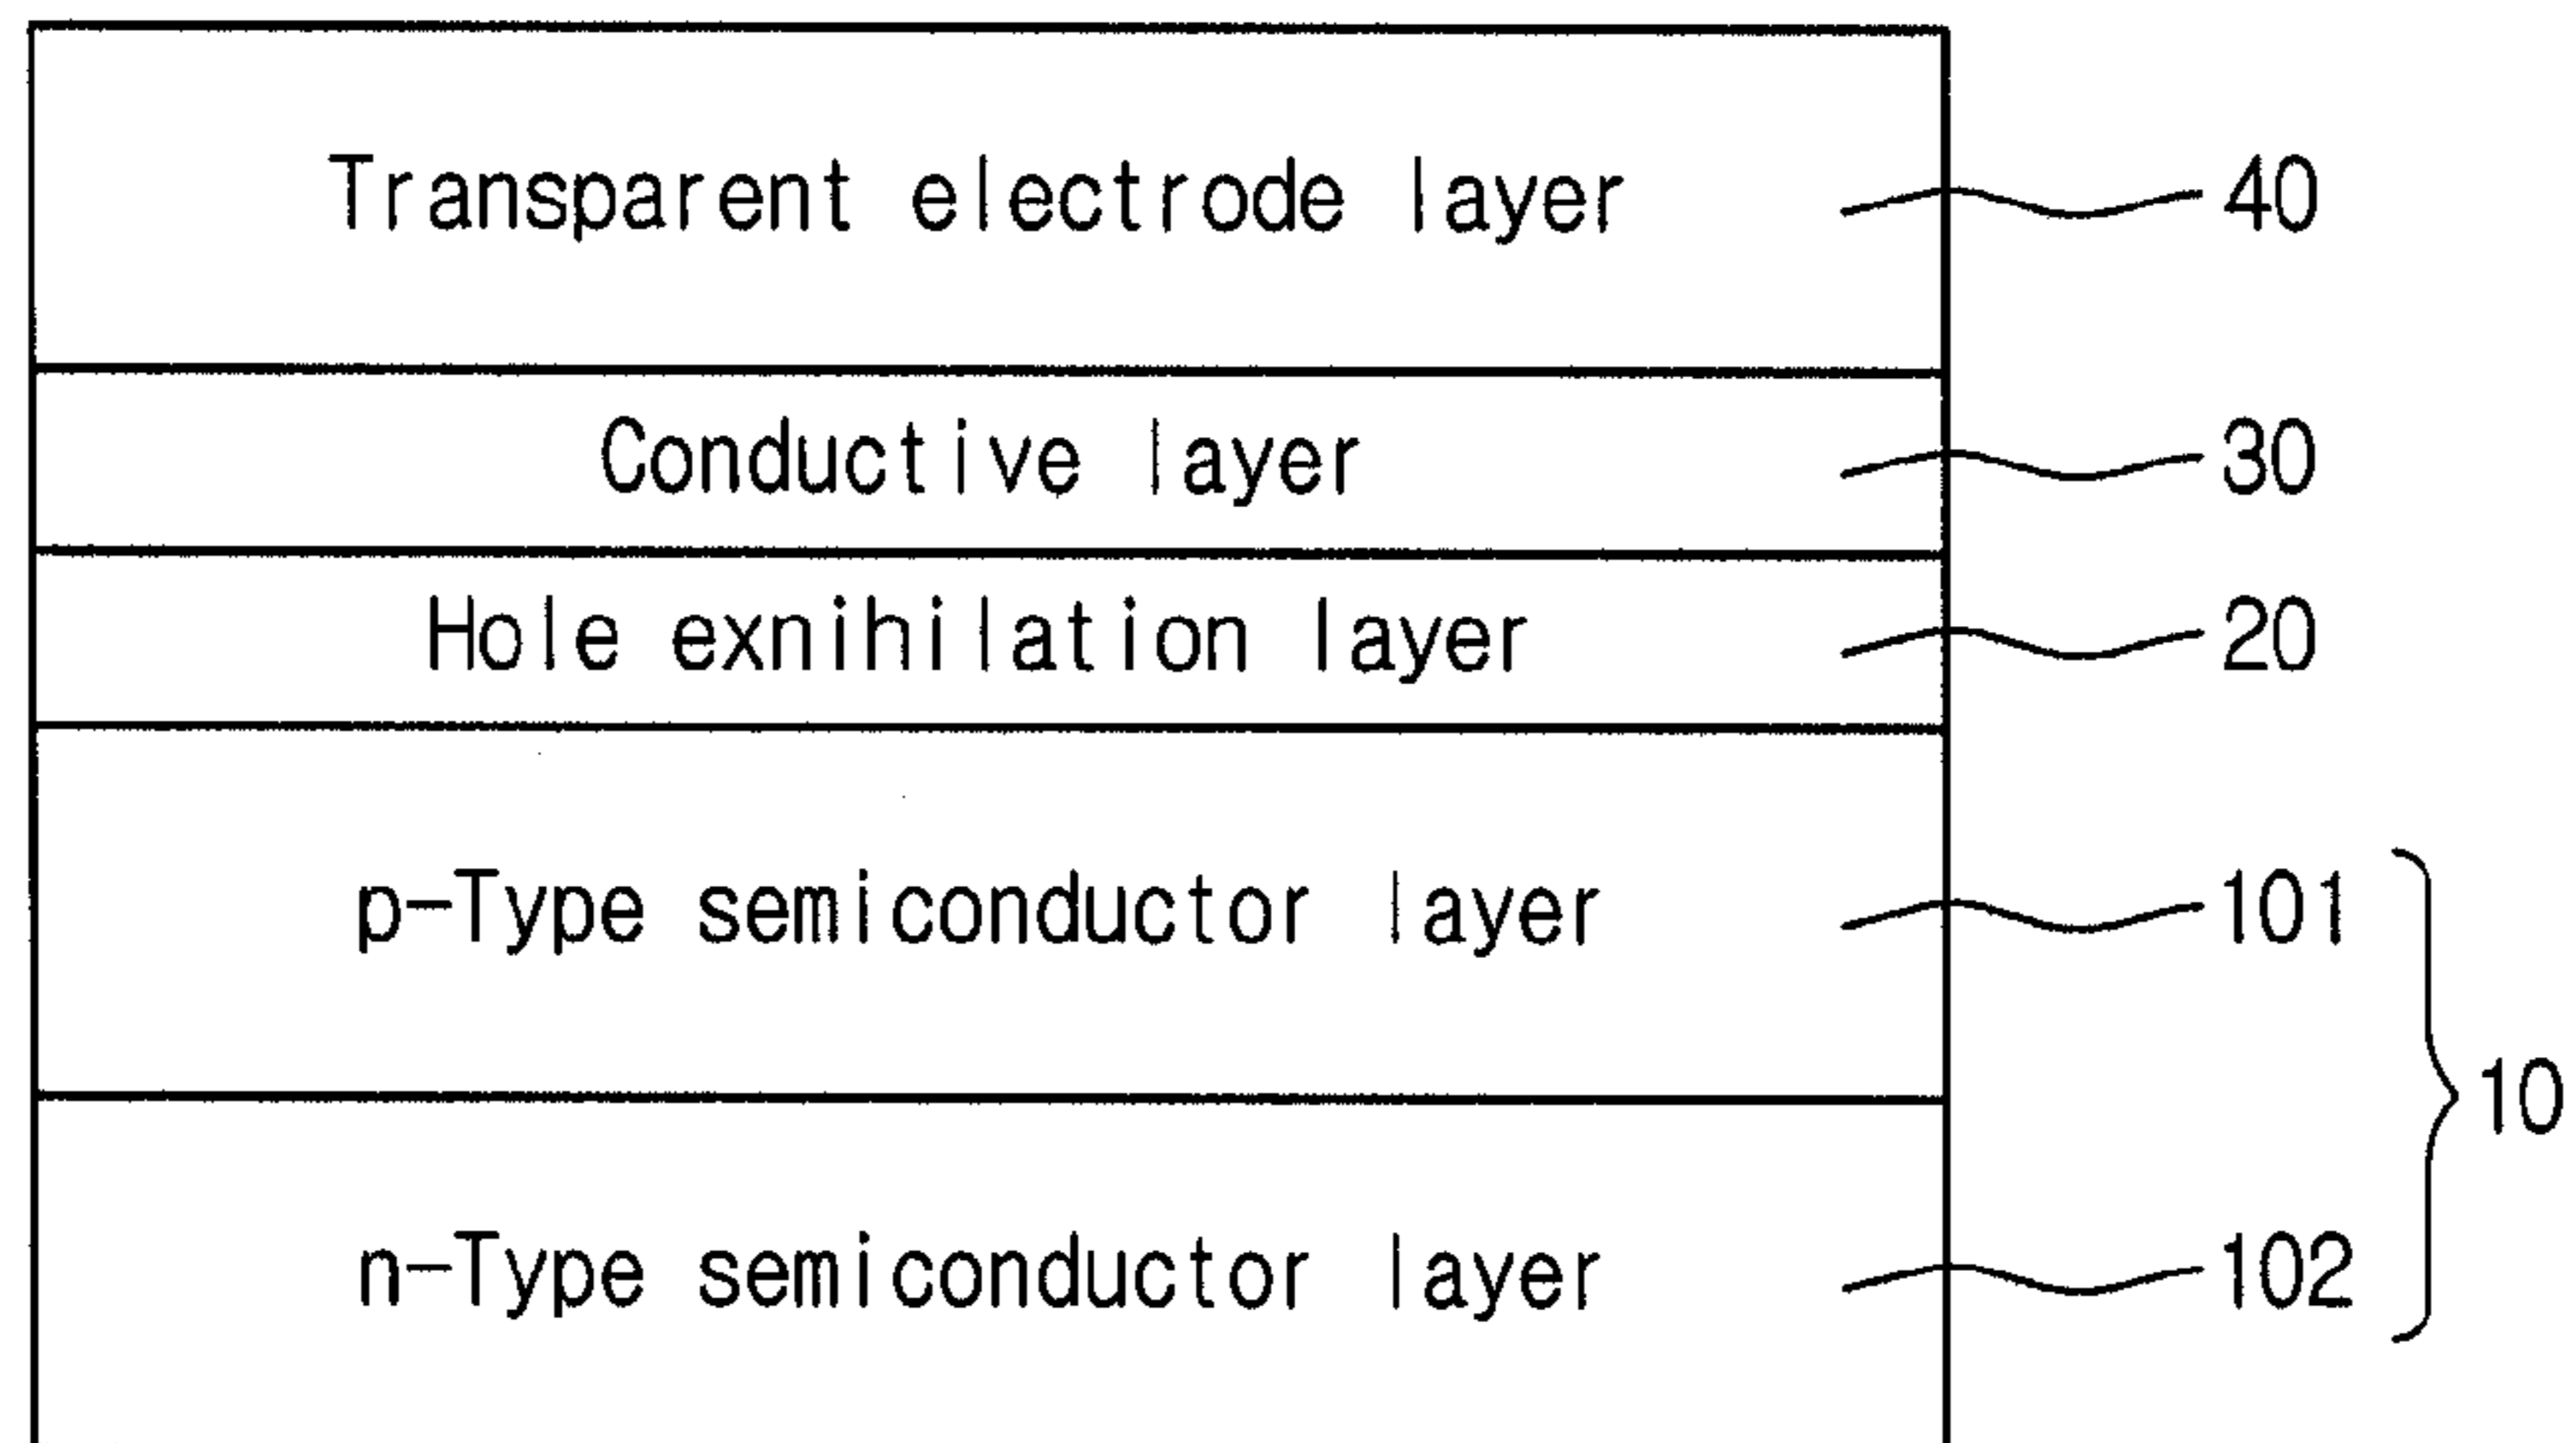 Transparent electrode layer 40
Conductive layer 30
Hole exnihilation layer 20
p-Type semiconductor layer 101
10
n-Type semiconductor layer 102